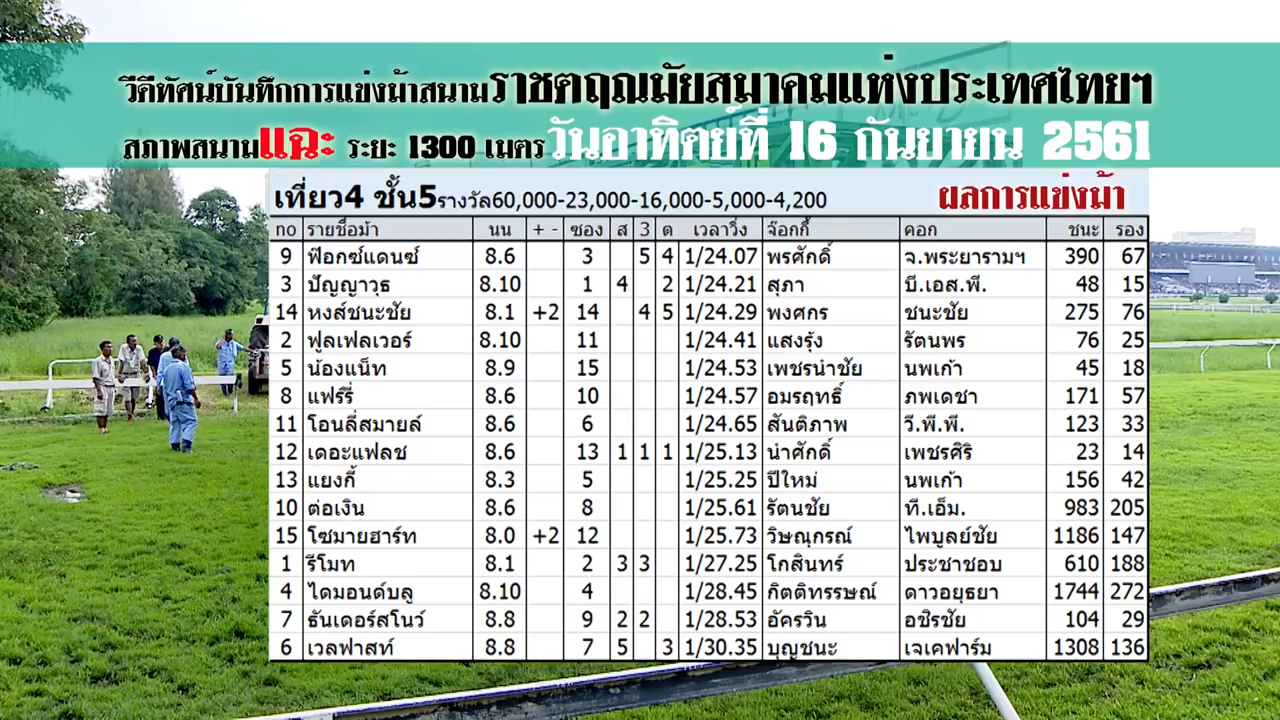 วีดีทัศน์บันทึกการแข่งม้าสนามราชตฤณมัยสมาคมแห่งประเทศไทยฯ
สภาพสนามแฉะ ระยะ 1300 เมตร วันอาทิตย์ที่ 16 กันยายน 2561
เที่ยว4 ชั้น5รางวัล60,000-23,000-16,000-5,000-4,200 ผลการแข่งม้า
no รายชื่อม้า นน + - ซอง ส 3 ต เวลาวิ่ง จ๊อกกี้ คอก ชนะ รอง
9 ฟ๊อกซ์แดนซ์ 8.6 3 5 4 1/24.07 พรศักดิ์ จ.พระยารามฯ 390 67
3 ปัญญาวุธ 8.10 1 4 2 1/24.21 สุภา บี.เอส.พี. 48 15
14 หงส์ชนะชัย 8.1 +2 14 4 5 1/24.29 พงศกร ชนะชัย 275 76
2 ฟูลเฟลเวอร์ 8.10 11 1/24.41 แสงรุ้ง รัตนพร 76 25
5 น้องแน็ท 8.9 15 1/24.53 เพชรนำชัย นพเก้า 45 18
8 แฟรรี่ 8.6 10 1/24.57 อมรฤทธิ์ ภพเดชา 171 57
11 โอนลี่สมายล์ 8.6 6 1/24.65 สันติภาพ วี.พี.พี. 123 33
12 เดอะแฟลช 8.6 13 1 1 1 1/25.13 นำศักดิ์ เพชรศิริ 23 14
13 แยงกี้ 8.3 5 1/25.25 ปีใหม่ นพเก้า 156 42
10 ต่อเงิน 8.6 8 1/25.61 รัตนชัย ที.เอ็ม. 983 205
15 โซมายฮาร์ท 8.0 +2 12 1/25.73 วิษณุกรณ์ ไพบูลย์ชัย 1186 147
1 รีโมท 8.1 2 3 3 1/27.25 โกสินทร์ ประชาชอบ 610 188
4 ไดมอนด์บลู 8.10 4 1/28.45 กิตติทรรษณ์ ดาวอยุธยา 1744 272
7 ธันเดอร์สโนว์ 8.8 9 2 2 1/28.53 อัครวิน อชิรชัย 104 29
6 เวลฟาสท์ 8.8 7 5 3 1/30.35 บุญชนะ เจเคฟาร์ม 1308 136